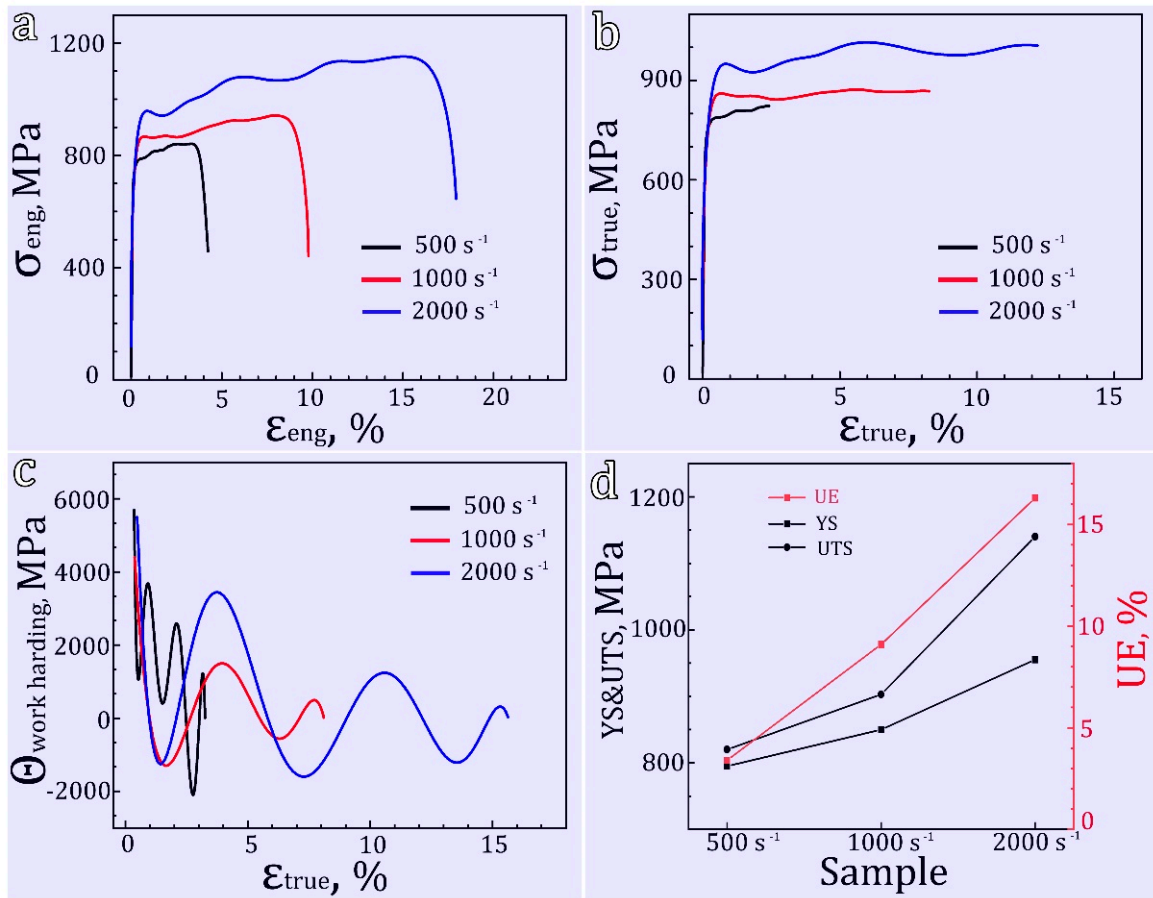 a
1200
800
400
0
σeng, MPa
500 s⁻¹
1000 s⁻¹
2000 s⁻¹
0 5 10 15 20
εeng, %
b
900
600
300
0
σtrue, MPa
500 s⁻¹
1000 s⁻¹
2000 s⁻¹
0 5 10 15
εtrue, %
c
6000
4000
2000
0
-2000
Θwork harding, MPa
500 s⁻¹
1000 s⁻¹
2000 s⁻¹
0 5 10 15
εtrue, %
d
1200
1000
800
YS&UTS, MPa
UE
YS
UTS
15
10
5
0
UE, %
500 s⁻¹ 1000 s⁻¹ 2000 s⁻¹
Sample